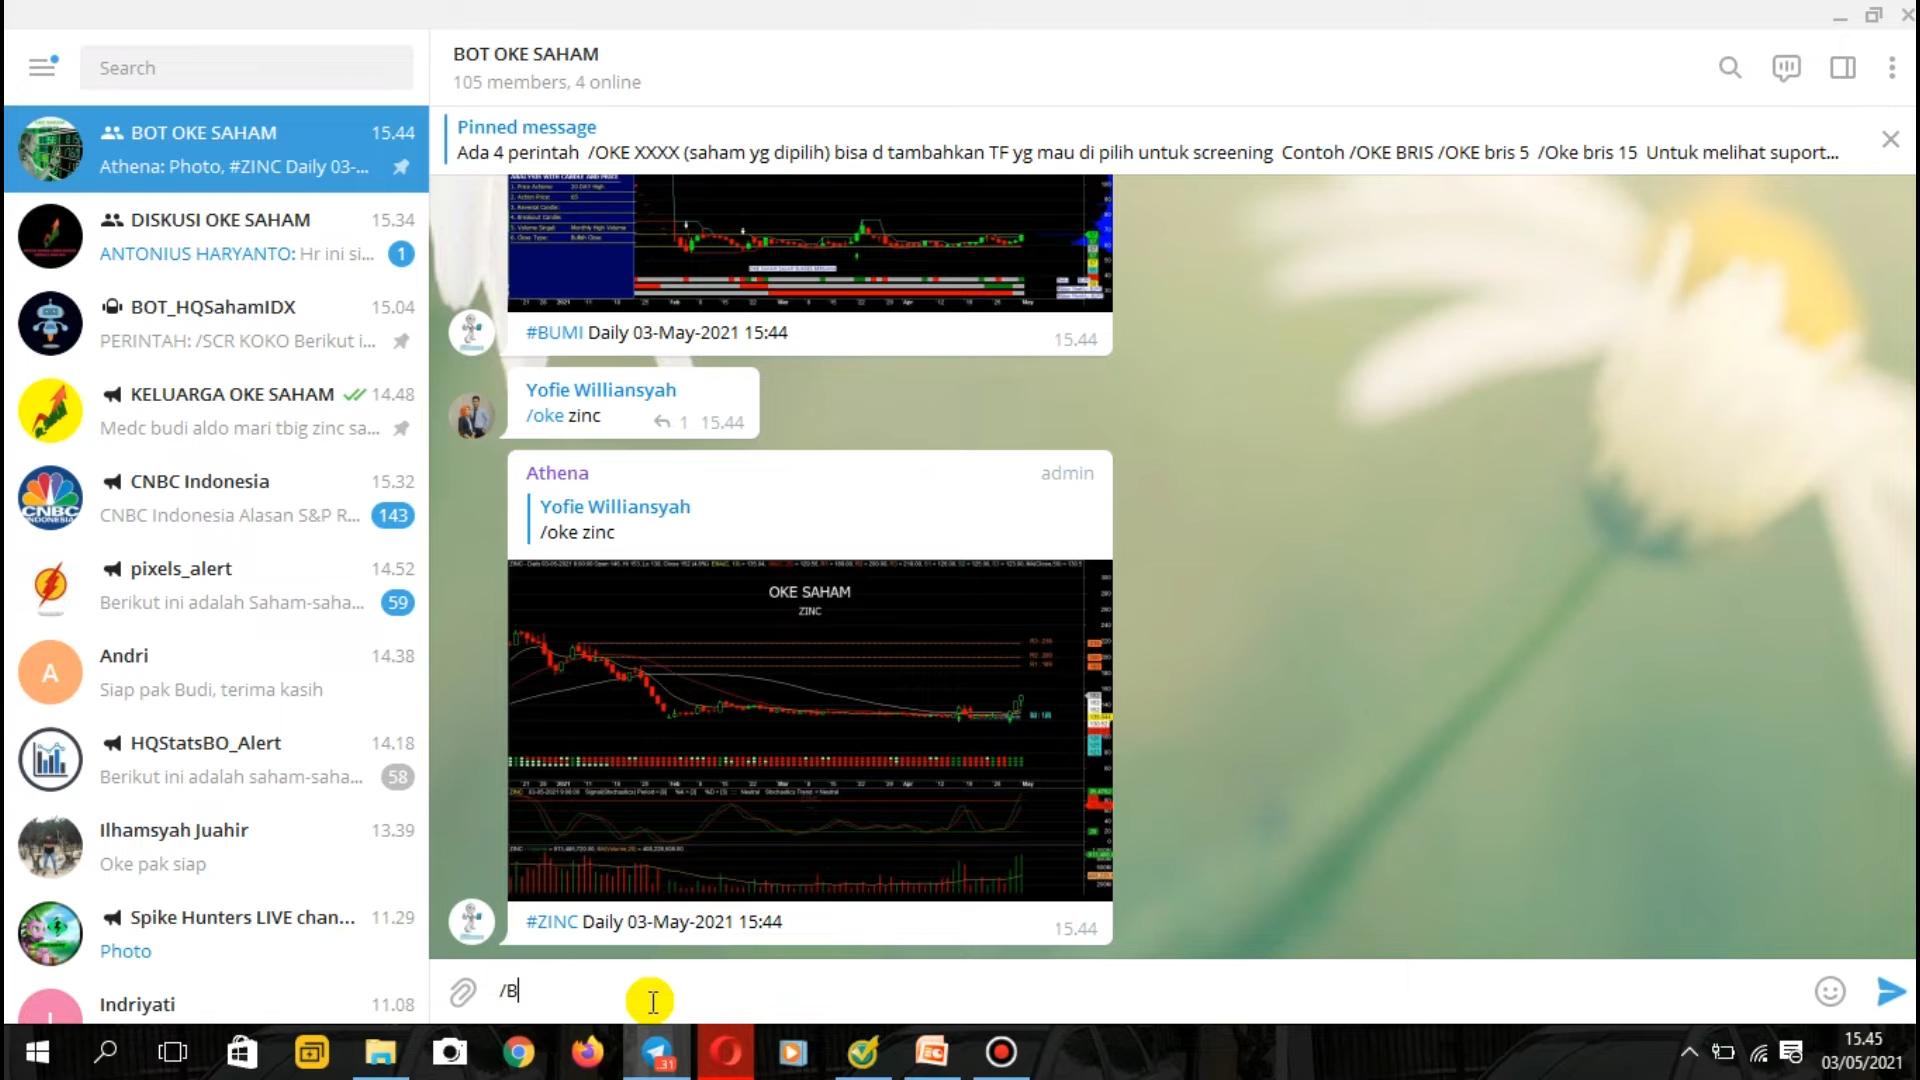 Search
BOT OKE SAHAM 15.44
Athena: Photo, #ZINC Daily 03-...
DISKUSI OKE SAHAM 15.34
ANTONIUS HARYANTO: Hr ini si... 1
BOT_HQSahamIDX 15.04
PERINTAH: /SCR KOKO Berikut i...
KELUARGA OKE SAHAM 14.48
Medc budi aldo mari tbig zinc sa...
CNBC Indonesia 15.32
CNBC Indonesia Alasan S&P R... 143
pixels_alert 14.52
Berikut ini adalah Saham-saha... 59
Andri 14.38
A
Siap pak Budi, terima kasih
HQStatsBO_Alert 14.18
Berikut ini adalah saham-saha... 58
Ilhamsyah Juahir 13.39
Oke pak siap
Spike Hunters LIVE chan... 11.29
Photo
Indriyati 11.08
BOT OKE SAHAM
105 members, 4 online
Pinned message
Ada 4 perintah /OKE XXXX (saham yg dipilih) bisa d tambahkan TF yg mau di pilih untuk screening Contoh /OKE BRIS /OKE bris 5 /Oke bris 15 Untuk melihat suport...
#BUMI Daily 03-May-2021 15:44
15.44
Yofie Williansyah
/oke zinc 1 15.44
Athena admin
Yofie Williansyah
/oke zinc
OKE SAHAM
ZINC
#ZINC Daily 03-May-2021 15:44
15.44
/B
.31
15.45
03/05/2021